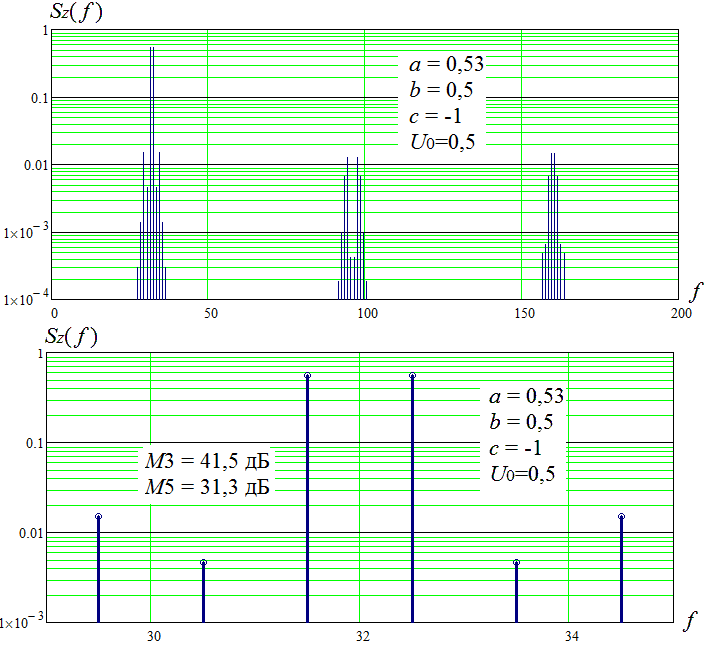 Sz(f)
1
a = 0,53
b = 0,5
c = -1
U0=0,5
0.1
0.01
1×10⁻³
1×10⁻⁴
0 50 100 150 200
f
Sz(f)
1
a = 0,53
b = 0,5
c = -1
U0=0,5
0.1
M3 = 41,5 дБ
M5 = 31,3 дБ
0.01
1×10⁻³
30 32 34
f